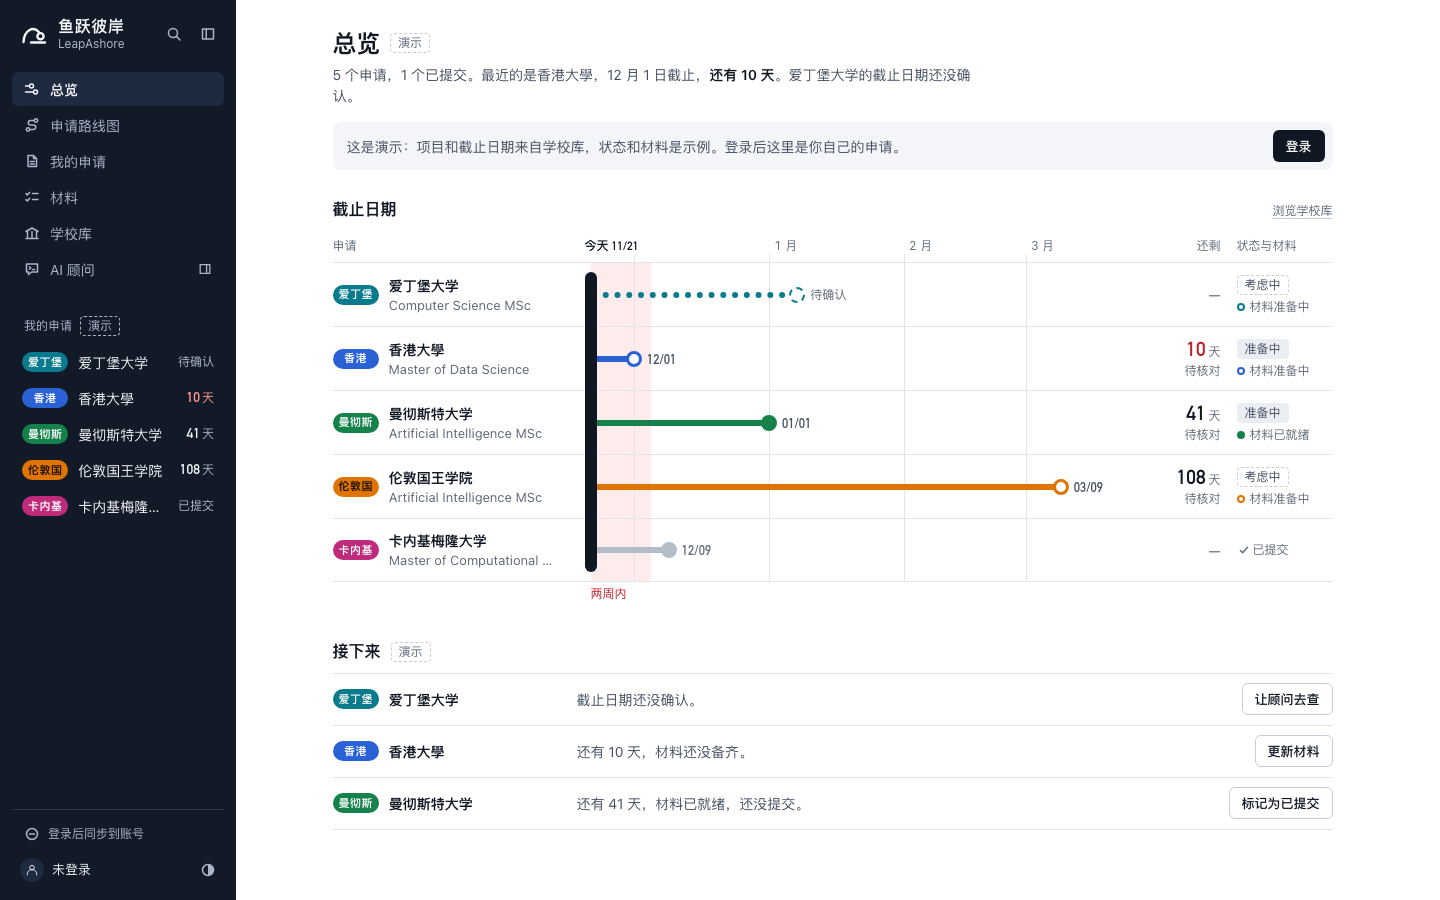 鱼跃彼岸
LeapAshore
总览
申请路线图
我的申请
材料
学校库
AI 顾问
我的申请 演示
爱丁堡 爱丁堡大学 待确认
香港 香港大學 10 天
曼彻斯 曼彻斯特大学 41 天
伦敦国 伦敦国王学院 108 天
卡内基 卡内基梅隆... 已提交
登录后同步到账号
未登录
总览 演示
5 个申请，1 个已提交。最近的是香港大學，12 月 1 日截止，还有 10 天。爱丁堡大学的截止日期还没确
认。
这是演示：项目和截止日期来自学校库，状态和材料是示例。登录后这里是你自己的申请。 登录
截止日期 浏览学校库
申请 今天 11/21 1 月 2 月 3 月 还剩 状态与材料
爱丁堡 爱丁堡大学 待确认 — 考虑中
Computer Science MSc 材料准备中
香港 香港大學 12/01 10 天 准备中
Master of Data Science 待核对 材料准备中
曼彻斯 曼彻斯特大学 01/01 41 天 准备中
Artificial Intelligence MSc 待核对 材料已就绪
伦敦国 伦敦国王学院 03/09 108 天 考虑中
Artificial Intelligence MSc 待核对 材料准备中
卡内基 卡内基梅隆大学 12/09 — 已提交
Master of Computational ...
两周内
接下来 演示
爱丁堡 爱丁堡大学 截止日期还没确认。 让顾问去查
香港 香港大學 还有 10 天，材料还没备齐。 更新材料
曼彻斯 曼彻斯特大学 还有 41 天，材料已就绪，还没提交。 标记为已提交